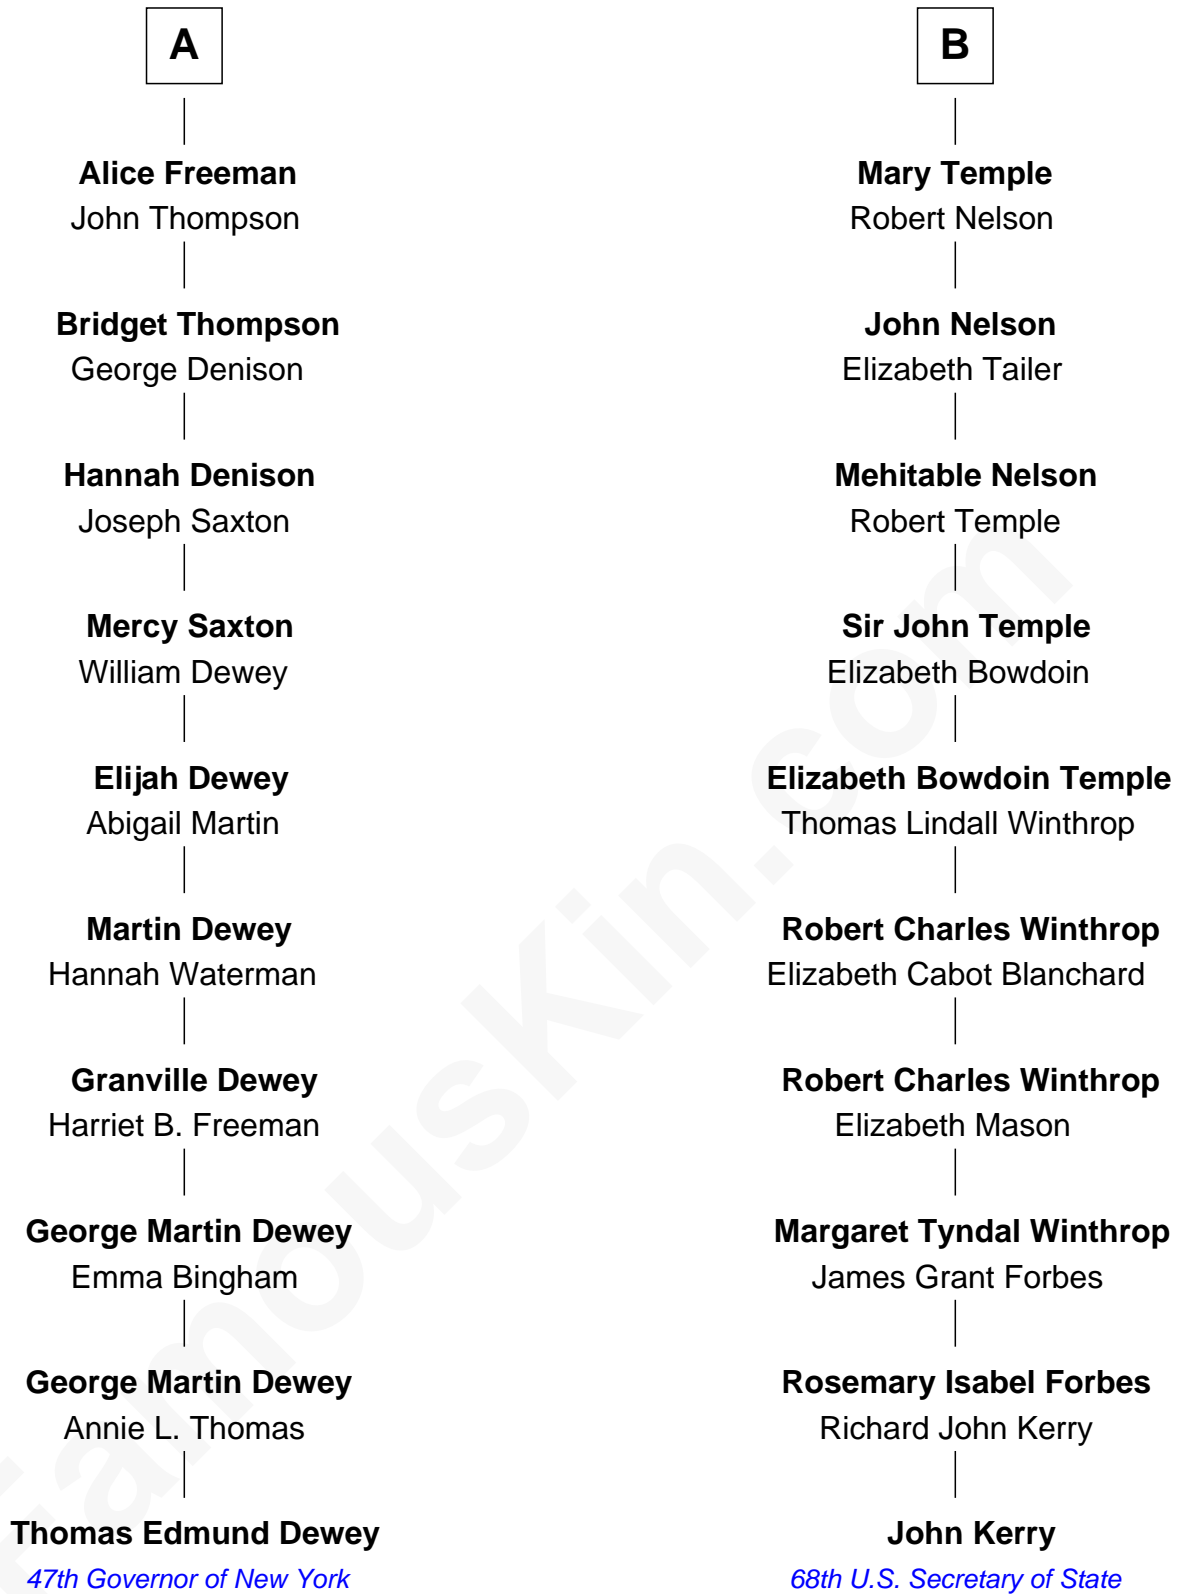 A
Alice Freeman
John Thompson
Bridget Thompson
George Denison
Hannah Denison
Joseph Saxton
Mercy Saxton
William Dewey
Elijah Dewey
Abigail Martin
Martin Dewey
Hannah Waterman
Granville Dewey
Harriet B. Freeman
George Martin Dewey
Emma Bingham
George Martin Dewey
Annie L. Thomas
Thomas Edmund Dewey
47th Governor of New York
B
Mary Temple
Robert Nelson
John Nelson
Elizabeth Tailer
Mehitable Nelson
Robert Temple
Sir John Temple
Elizabeth Bowdoin
Elizabeth Bowdoin Temple
Thomas Lindall Winthrop
Robert Charles Winthrop
Elizabeth Cabot Blanchard
Robert Charles Winthrop
Elizabeth Mason
Margaret Tyndal Winthrop
James Grant Forbes
Rosemary Isabel Forbes
Richard John Kerry
John Kerry
68th U.S. Secretary of State
FamousKin.com